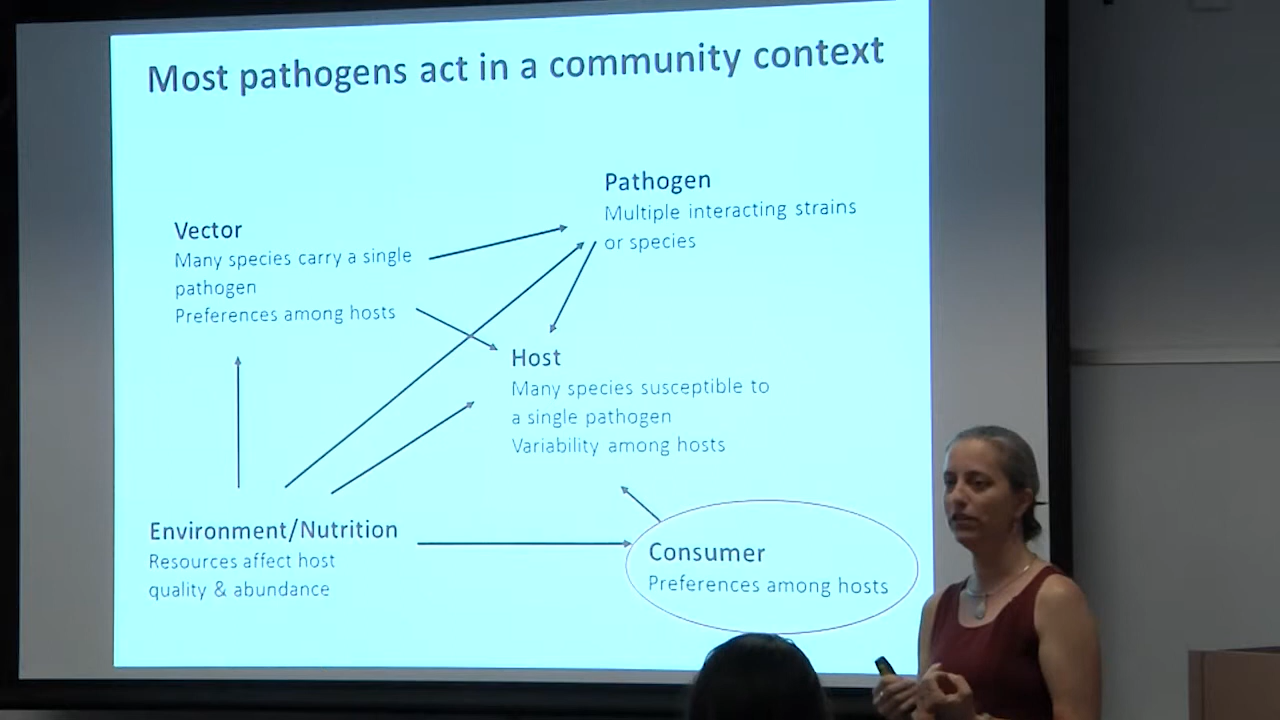 Most pathogens act in a community context
Pathogen
Multiple interacting strains
or species
Vector
Many species carry a single
pathogen
Preferences among hosts
Host
Many species susceptible to
a single pathogen
Variability among hosts
Environment/Nutrition
Resources affect host
quality & abundance
Consumer
Preferences among hosts